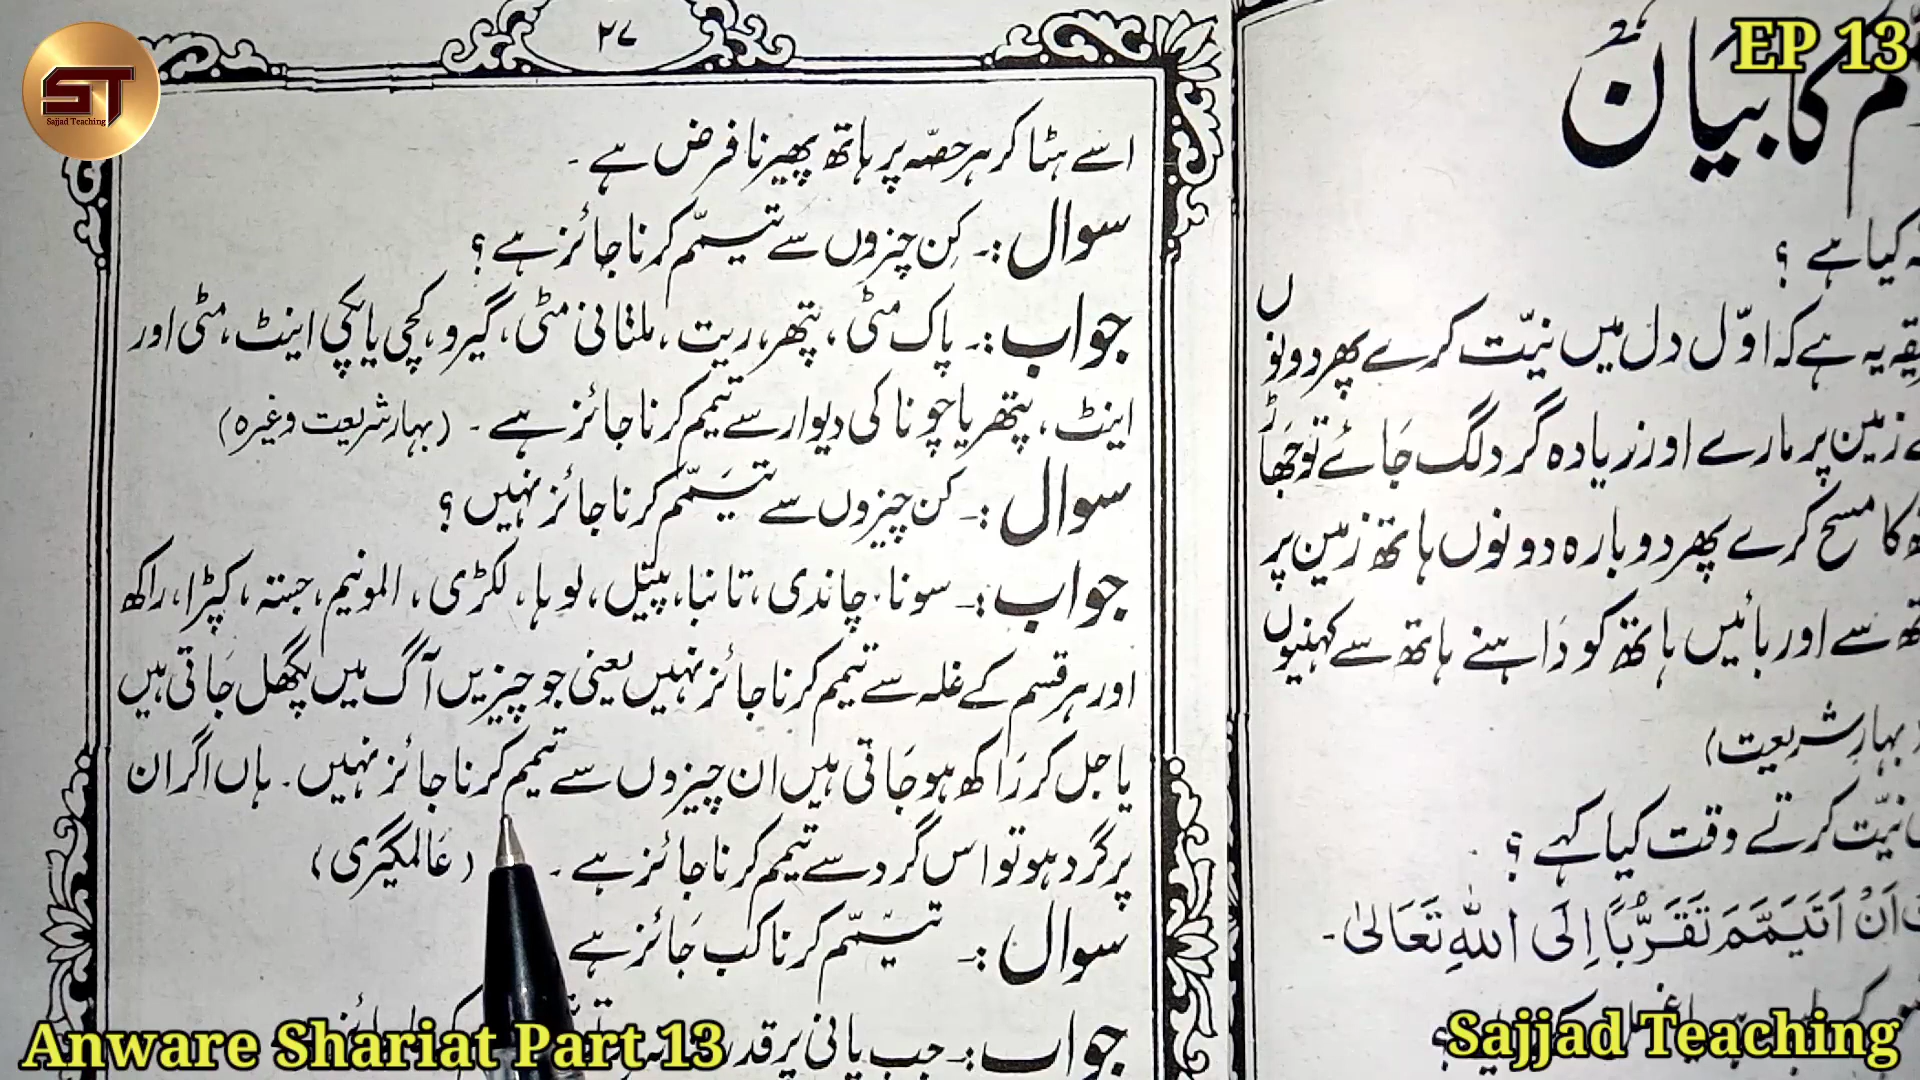 ST
Sajjad Teaching
EP 13
۲۷
اسے ہٹا کر ہر حصّہ پر ہاتھ پھیرنا فرض ہے ۔
سوال :۔ کن چیزوں سے تیمّم کرنا جائز ہے ؟
جواب :۔ پاک مٹی ، پتھر ، ریت ، ملتانی مٹی ، گیرو ، کچی یا پکی اینٹ ، مٹی اور
اینٹ ، پتھر یا چونا کی دیوار سے تیمم کرنا جائز ہے ۔ (بہار شریعت وغیرہ)
سوال :۔ کن چیزوں سے تیمّم کرنا جائز نہیں ؟
جواب :۔ سونا ، چاندی ، تانبا ، پیتل ، لوہا ، لکڑی ، المونیم ، جستہ ، کپڑا ، راکھ
اور ہر قسم کے غلہ سے تیمم کرنا جائز نہیں یعنی جو چیزیں آگ میں پگھل جاتی ہیں
یا جل کر راکھ ہو جاتی ہیں ان چیزوں سے تیمم کرنا جائز نہیں ۔ ہاں اگر ان
پر گرد ہو تو اس گرد سے تیمم کرنا جائز ہے ۔ (عالمگیری)
سوال :۔ تیمّم کرنا کب جائز ہے
جواب :۔ جب پانی پر
کا بیان
کیا ہے ؟
یہ ہے کہ اوّل دل میں نیّت کرے پھر دونوں
زمین پر مارے اور زیادہ گرد لگ جائے تو جھاڑ
کا مسح کرے پھر دوبارہ دونوں ہاتھ زمین پر
سے اور بائیں ہاتھ کو داہنے ہاتھ سے کہنیوں
بہارِ شریعت)
نیّت کرتے وقت کیا کہے ؟
اَنْ اَتَيَمَّمَ تَقَرُّبًا اِلَى اللهِ تَعَالىٰ ۔
Anware Shariat Part 13
Sajjad Teaching